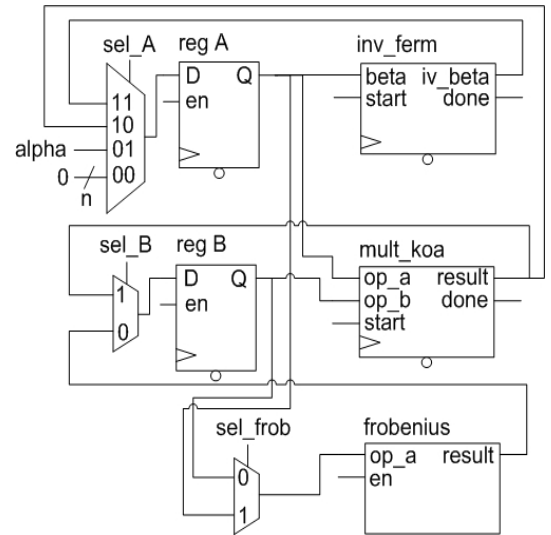 sel_A
reg A
inv_ferm
D Q
beta iv_beta
11
en
start done
10
alpha 01
0 00
n
sel_B
reg B
mult_koa
D Q
op_a result
1
en
op_b done
0
start
sel_frob
frobenius
op_a result
0
en
1